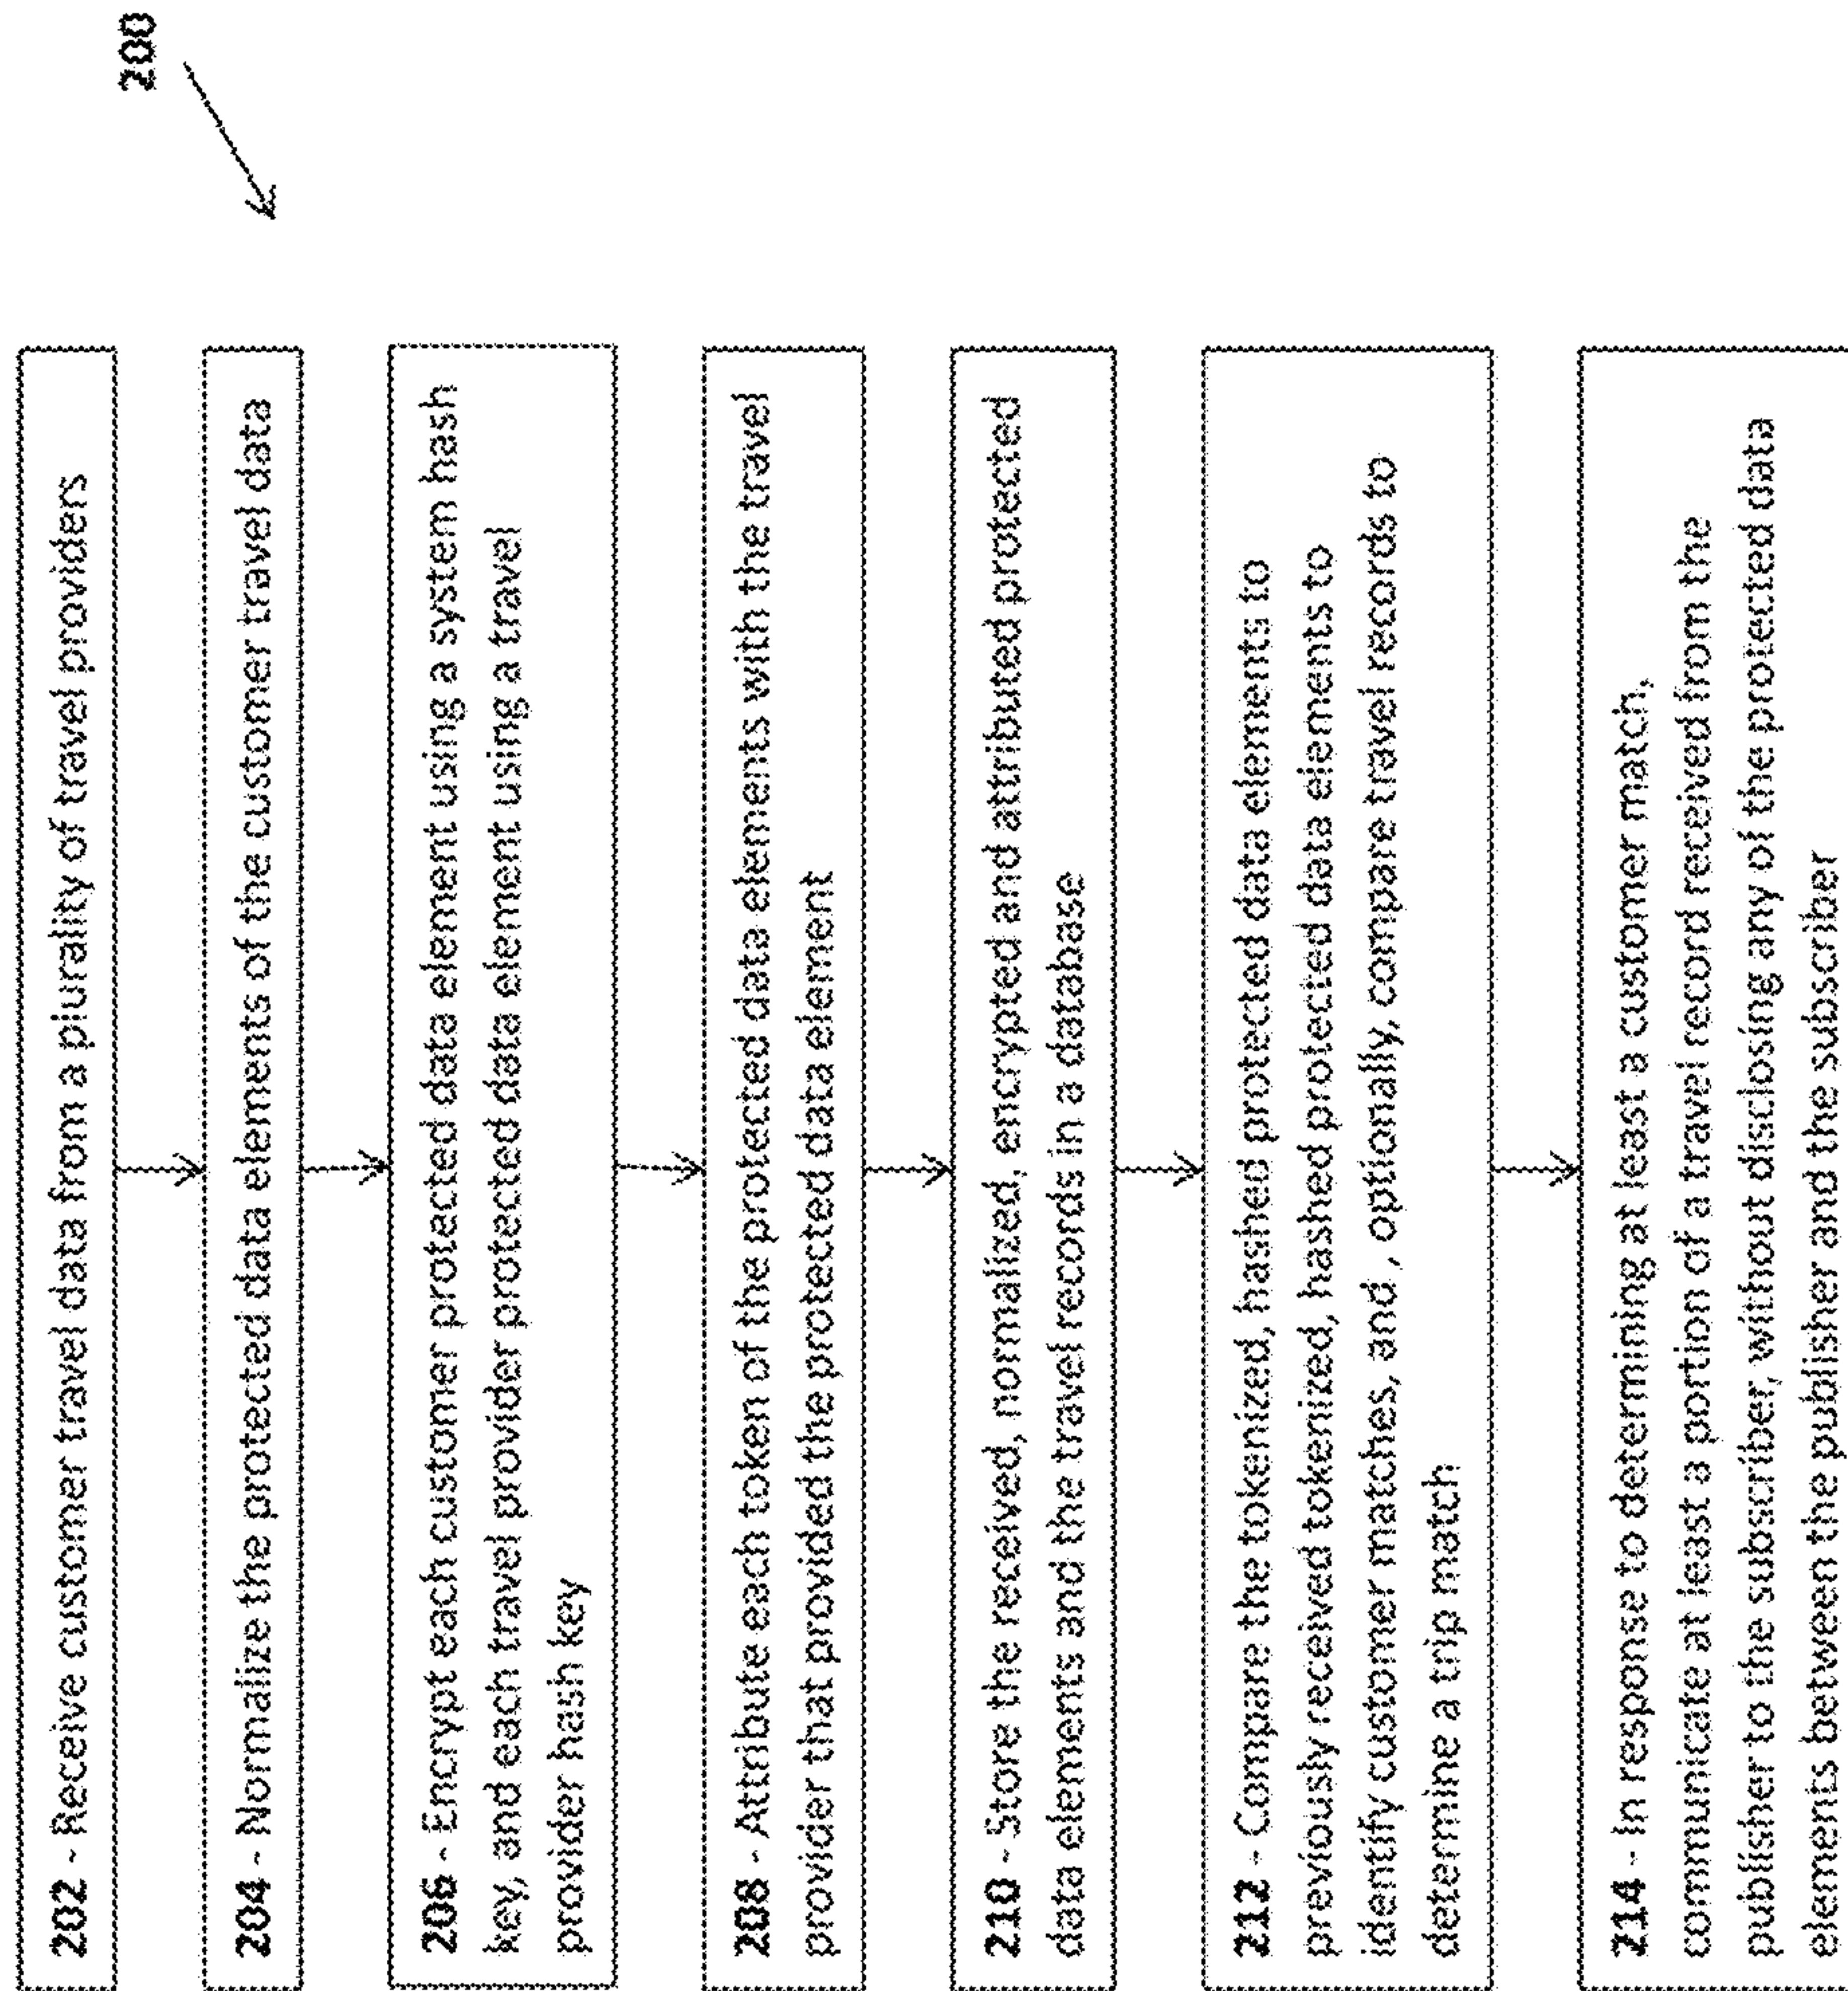 200
202 - Receive customer travel data from a plurality of travel providers
204 - Normalize the protected data elements of the customer travel data
206 - Encrypt each customer protected data element using a system hash
key, and each travel provider protected data element using a travel
provider hash key
208 - Attribute each token of the protected data elements with the travel
provider that provided the protected data element
210 - Store the received, normalized, encrypted and attributed protected
data elements and the travel records in a database
212 - Compare the tokenized, hashed protected data elements to
previously received tokenized, hashed protected data elements to
identify customer matches, and , optionally, compare travel records to
determine a trip match
214 - In response to determining at least a customer match,
communicate at least a portion of a travel record received from the
publisher to the subscriber, without disclosing any of the protected data
elements between the publisher and the subscriber